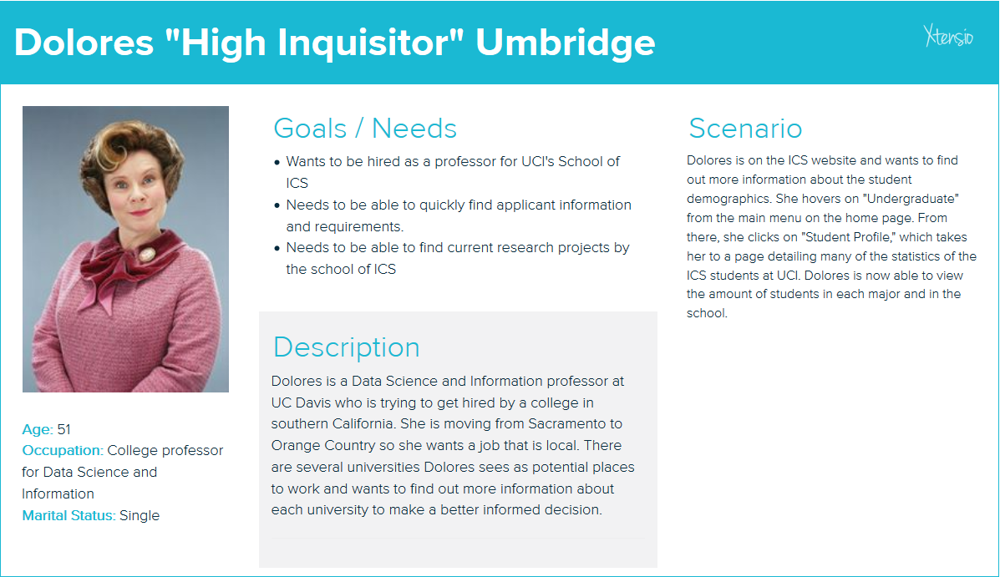 Dolores "High Inquisitor" Umbridge
Xtensio
Age: 51
Occupation: College professor
for Data Science and
Information
Marital Status: Single
Goals / Needs
• Wants to be hired as a professor for UCI's School of
ICS
• Needs to be able to quickly find applicant information
and requirements.
• Needs to be able to find current research projects by
the school of ICS
Description
Dolores is a Data Science and Information professor at
UC Davis who is trying to get hired by a college in
southern California. She is moving from Sacramento to
Orange Country so she wants a job that is local. There
are several universities Dolores sees as potential places
to work and wants to find out more information about
each university to make a better informed decision.
Scenario
Dolores is on the ICS website and wants to find
out more information about the student
demographics. She hovers on "Undergraduate"
from the main menu on the home page. From
there, she clicks on "Student Profile," which takes
her to a page detailing many of the statistics of the
ICS students at UCI. Dolores is now able to view
the amount of students in each major and in the
school.